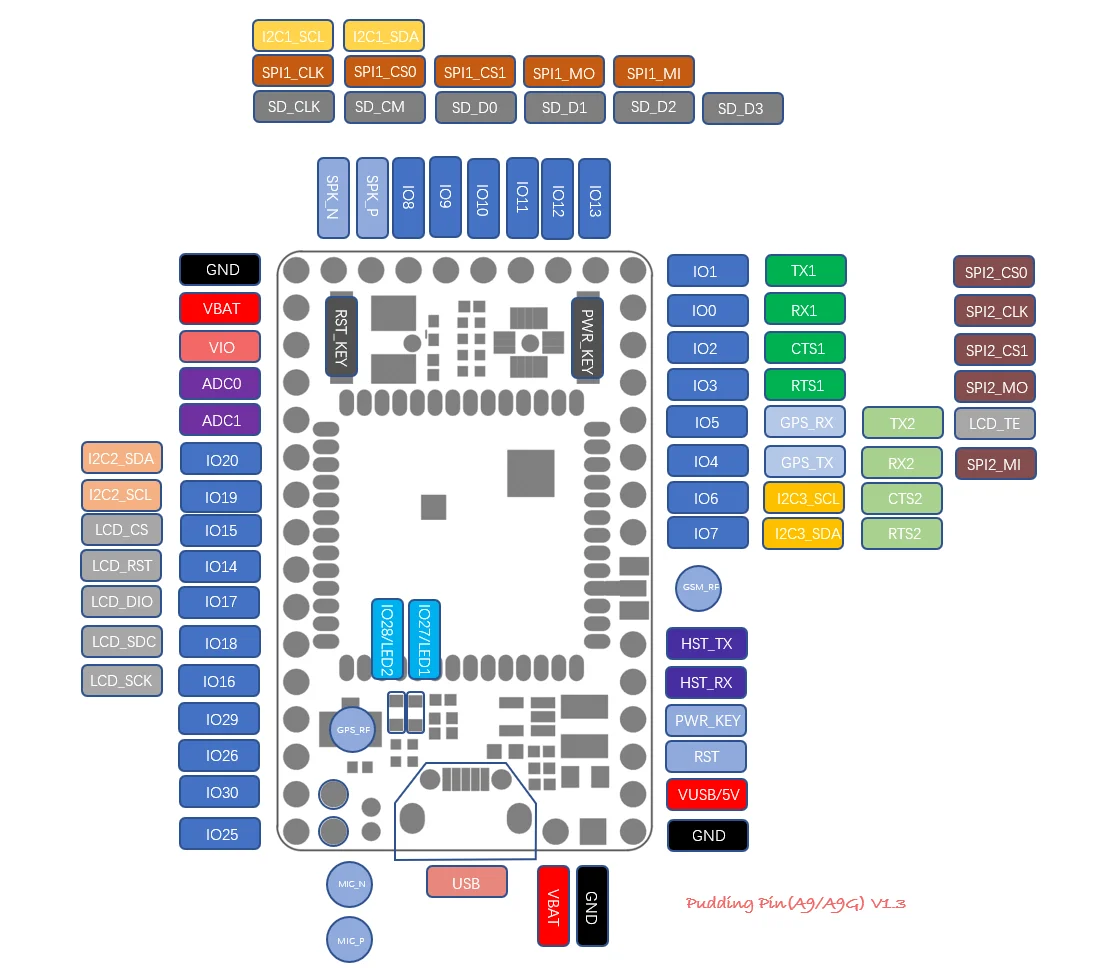 I2C1_SCL I2C1_SDA
SPI1_CLK SPI1_CS0 SPI1_CS1 SPI1_MO SPI1_MI
SD_CLK SD_CM SD_D0 SD_D1 SD_D2 SD_D3
SPK_N SPK_P IO8 IO9 IO10 IO11 IO12 IO13
GND IO1 TX1 SPI2_CS0
VBAT RST_KEY PWR_KEY IO0 RX1 SPI2_CLK
VIO IO2 CTS1 SPI2_CS1
ADC0 IO3 RTS1 SPI2_MO
ADC1 IO5 GPS_RX TX2 LCD_TE
I2C2_SDA IO20 IO4 GPS_TX RX2 SPI2_MI
I2C2_SCL IO19 IO6 I2C3_SCL CTS2
LCD_CS IO15 IO7 I2C3_SDA RTS2
LCD_RST IO14 GSM_RF
LCD_DIO IO17
LCD_SDC IO18 IO28/LED2 IO27/LED1 HST_TX
LCD_SCK IO16 HST_RX
IO29 GPS_RF PWR_KEY
IO26 RST
IO30 VUSB/5V
IO25 GND
MIC_N USB VBAT GND
Pudding Pin(A9/A9G) V1.3
MIC_P